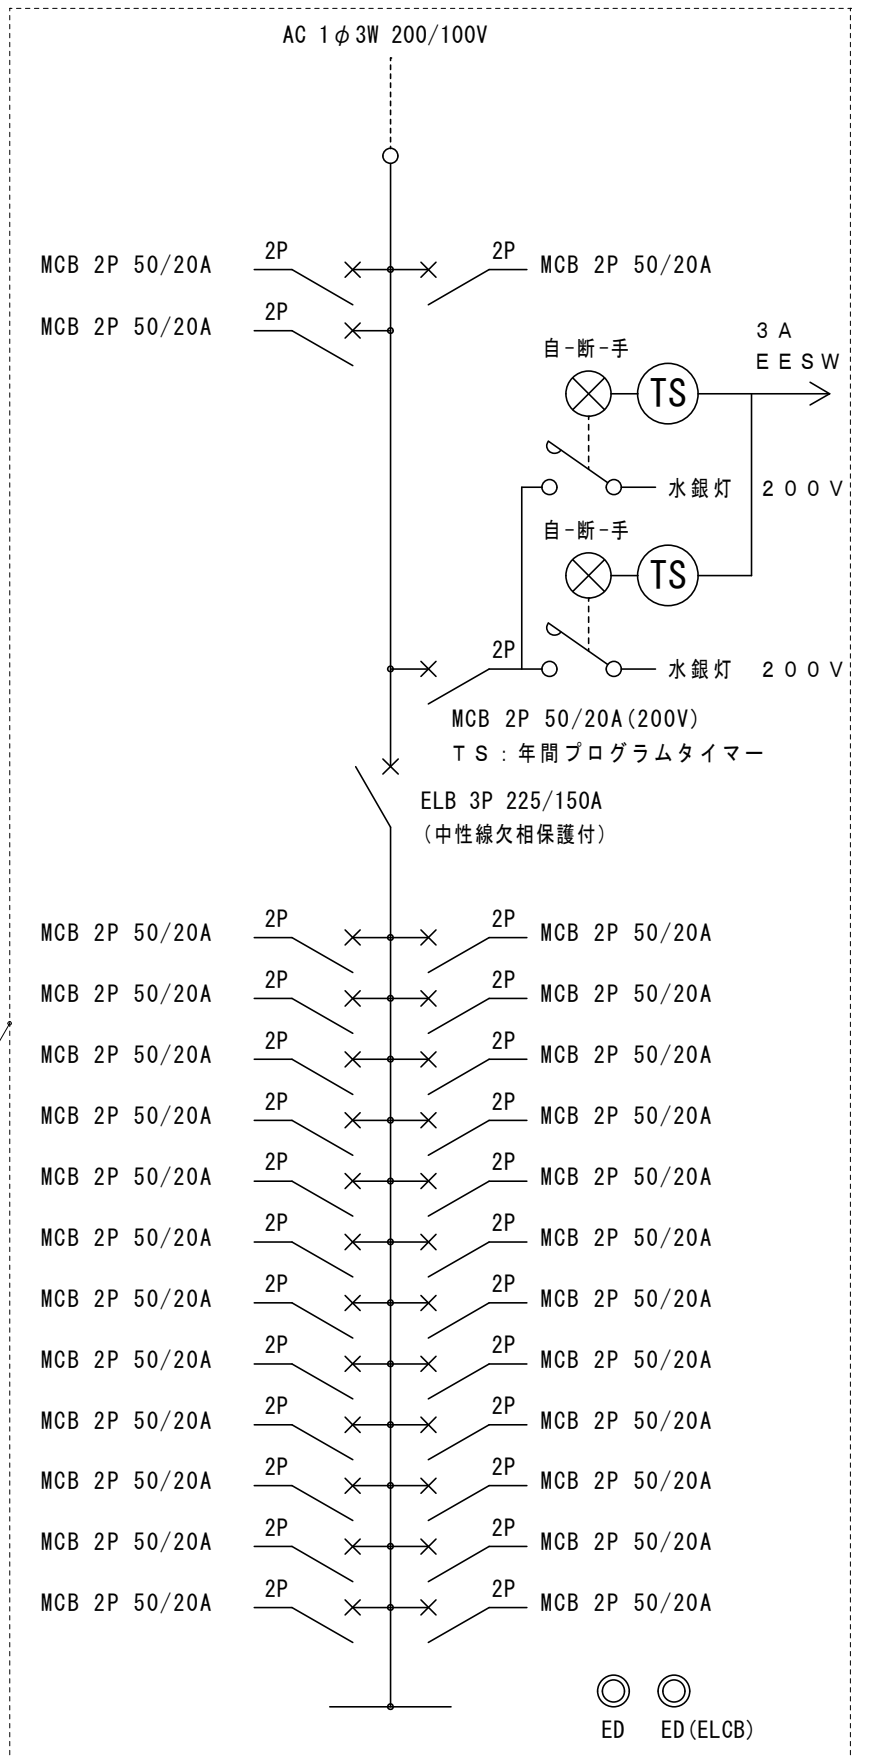 AC 1φ3W 200/100V
MCB 2P 50/20A 2P 2P MCB 2P 50/20A
MCB 2P 50/20A 2P
3A
自-断-手 EESW
TS
水銀灯 200V
自-断-手
TS
2P 水銀灯 200V
MCB 2P 50/20A(200V)
TS:年間プログラムタイマー
ELB 3P 225/150A
(中性線欠相保護付)
MCB 2P 50/20A 2P 2P MCB 2P 50/20A
MCB 2P 50/20A 2P 2P MCB 2P 50/20A
MCB 2P 50/20A 2P 2P MCB 2P 50/20A
MCB 2P 50/20A 2P 2P MCB 2P 50/20A
MCB 2P 50/20A 2P 2P MCB 2P 50/20A
MCB 2P 50/20A 2P 2P MCB 2P 50/20A
MCB 2P 50/20A 2P 2P MCB 2P 50/20A
MCB 2P 50/20A 2P 2P MCB 2P 50/20A
MCB 2P 50/20A 2P 2P MCB 2P 50/20A
MCB 2P 50/20A 2P 2P MCB 2P 50/20A
MCB 2P 50/20A 2P 2P MCB 2P 50/20A
MCB 2P 50/20A 2P 2P MCB 2P 50/20A
ED ED(ELCB)